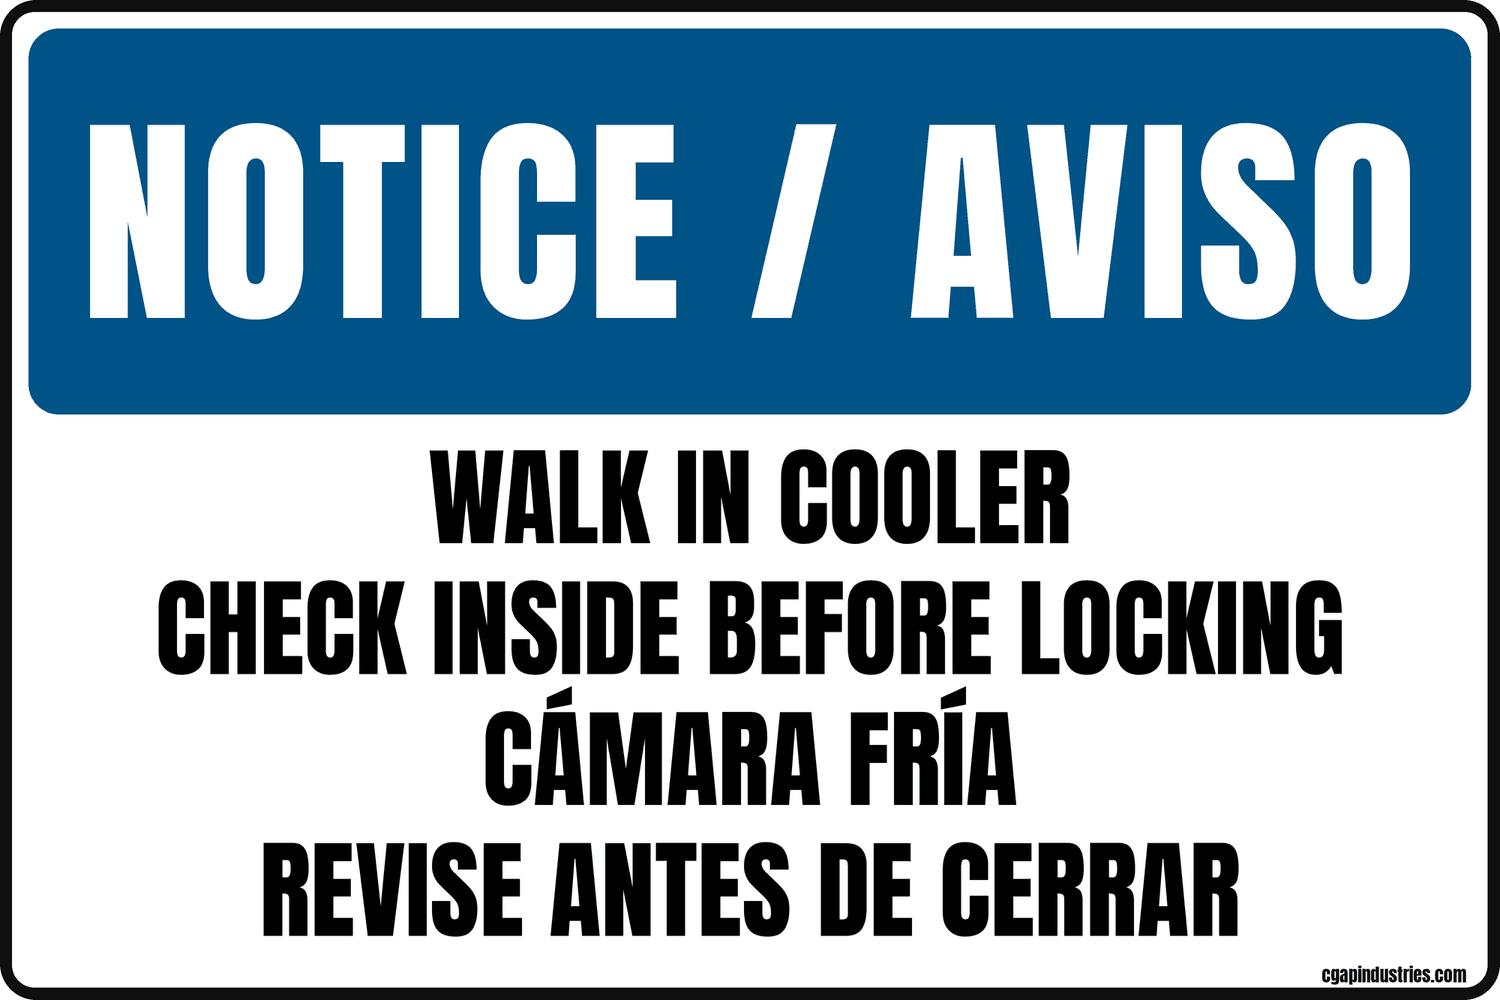 NOTICE / AVISO
WALK IN COOLER
CHECK INSIDE BEFORE LOCKING
CÁMARA FRÍA
REVISE ANTES DE CERRAR
cgapindustries.com